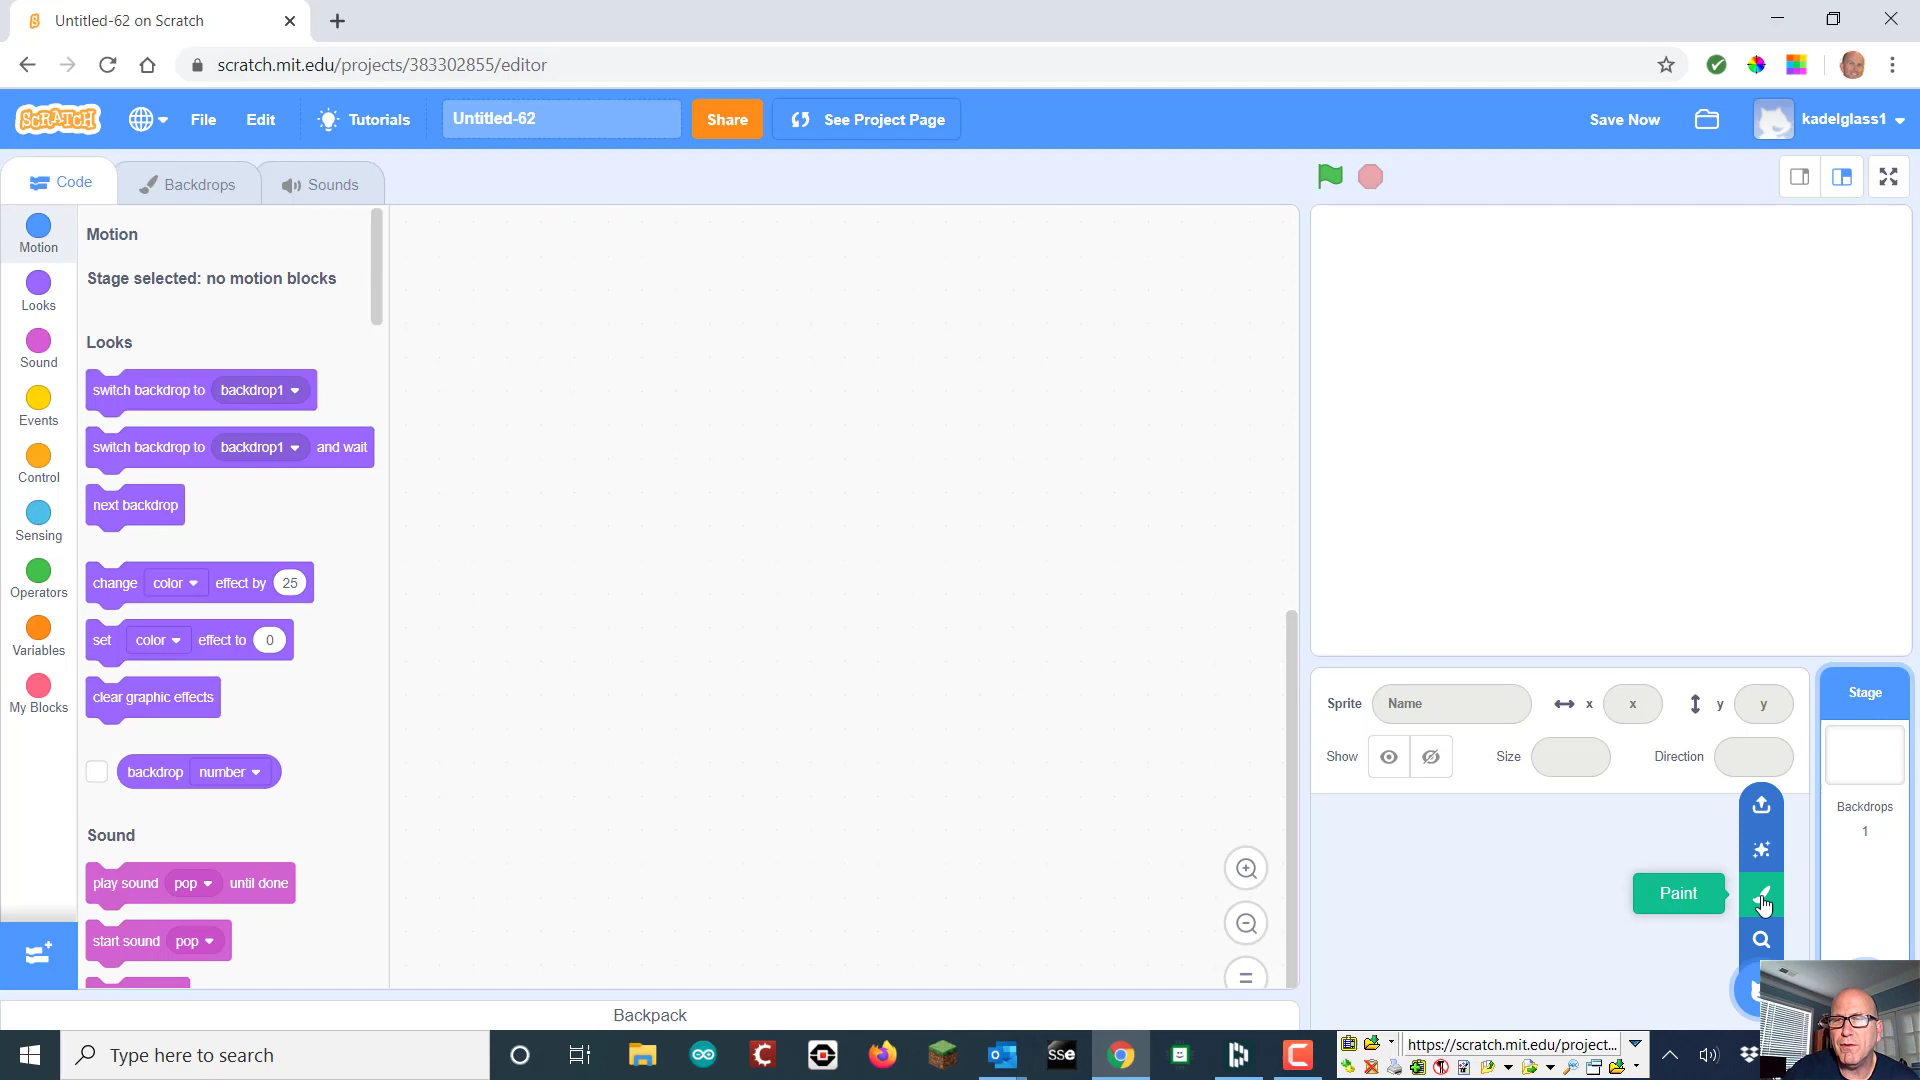 Untitled-62 on Scratch
scratch.mit.edu/projects/383302855/editor
SCRATCH
File
Edit
Tutorials
Untitled-62
Share
See Project Page
Save Now
kadelglass1
Code
Backdrops
Sounds
Motion
Looks
Sound
Events
Control
Sensing
Operators
Variables
My Blocks
Motion
Stage selected: no motion blocks
Looks
switch backdrop to backdrop1
switch backdrop to backdrop1 and wait
next backdrop
change color effect by 25
set color effect to 0
clear graphic effects
backdrop number
Sound
play sound pop until done
start sound pop
Backpack
Sprite Name x x y y
Show Size Direction
Stage
Backdrops
1
Paint
Type here to search
SSe
https://scratch.mit.edu/project...